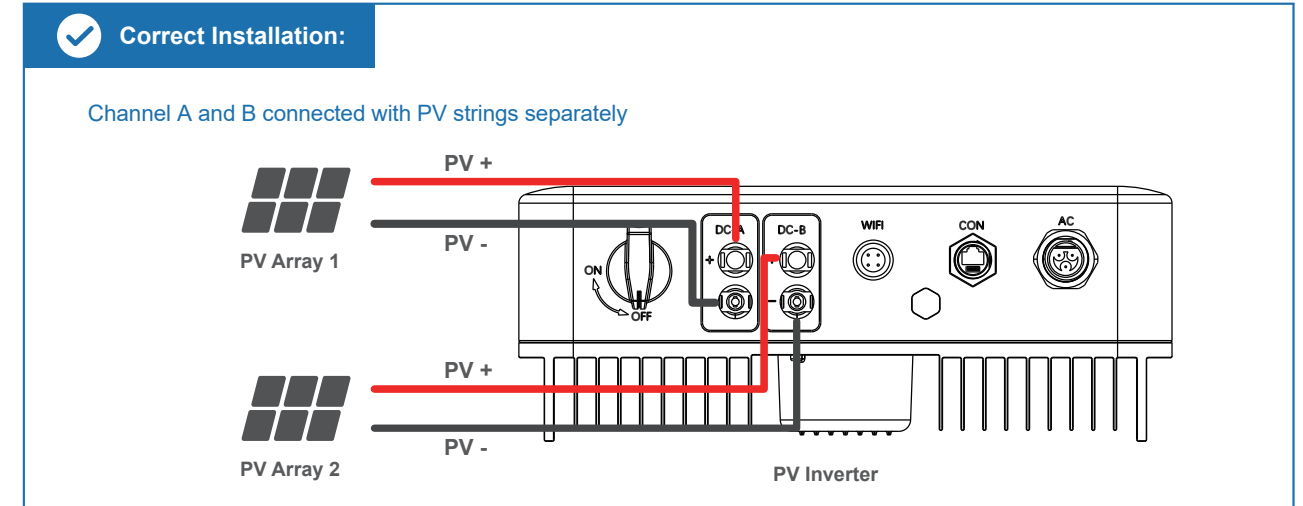 Correct Installation:
Channel A and B connected with PV strings separately
PV +
PV -
PV Array 1
DC-A
DC-B
WIFI
CON
AC
+
+
-
ON
OFF
PV +
PV -
PV Array 2
PV Inverter